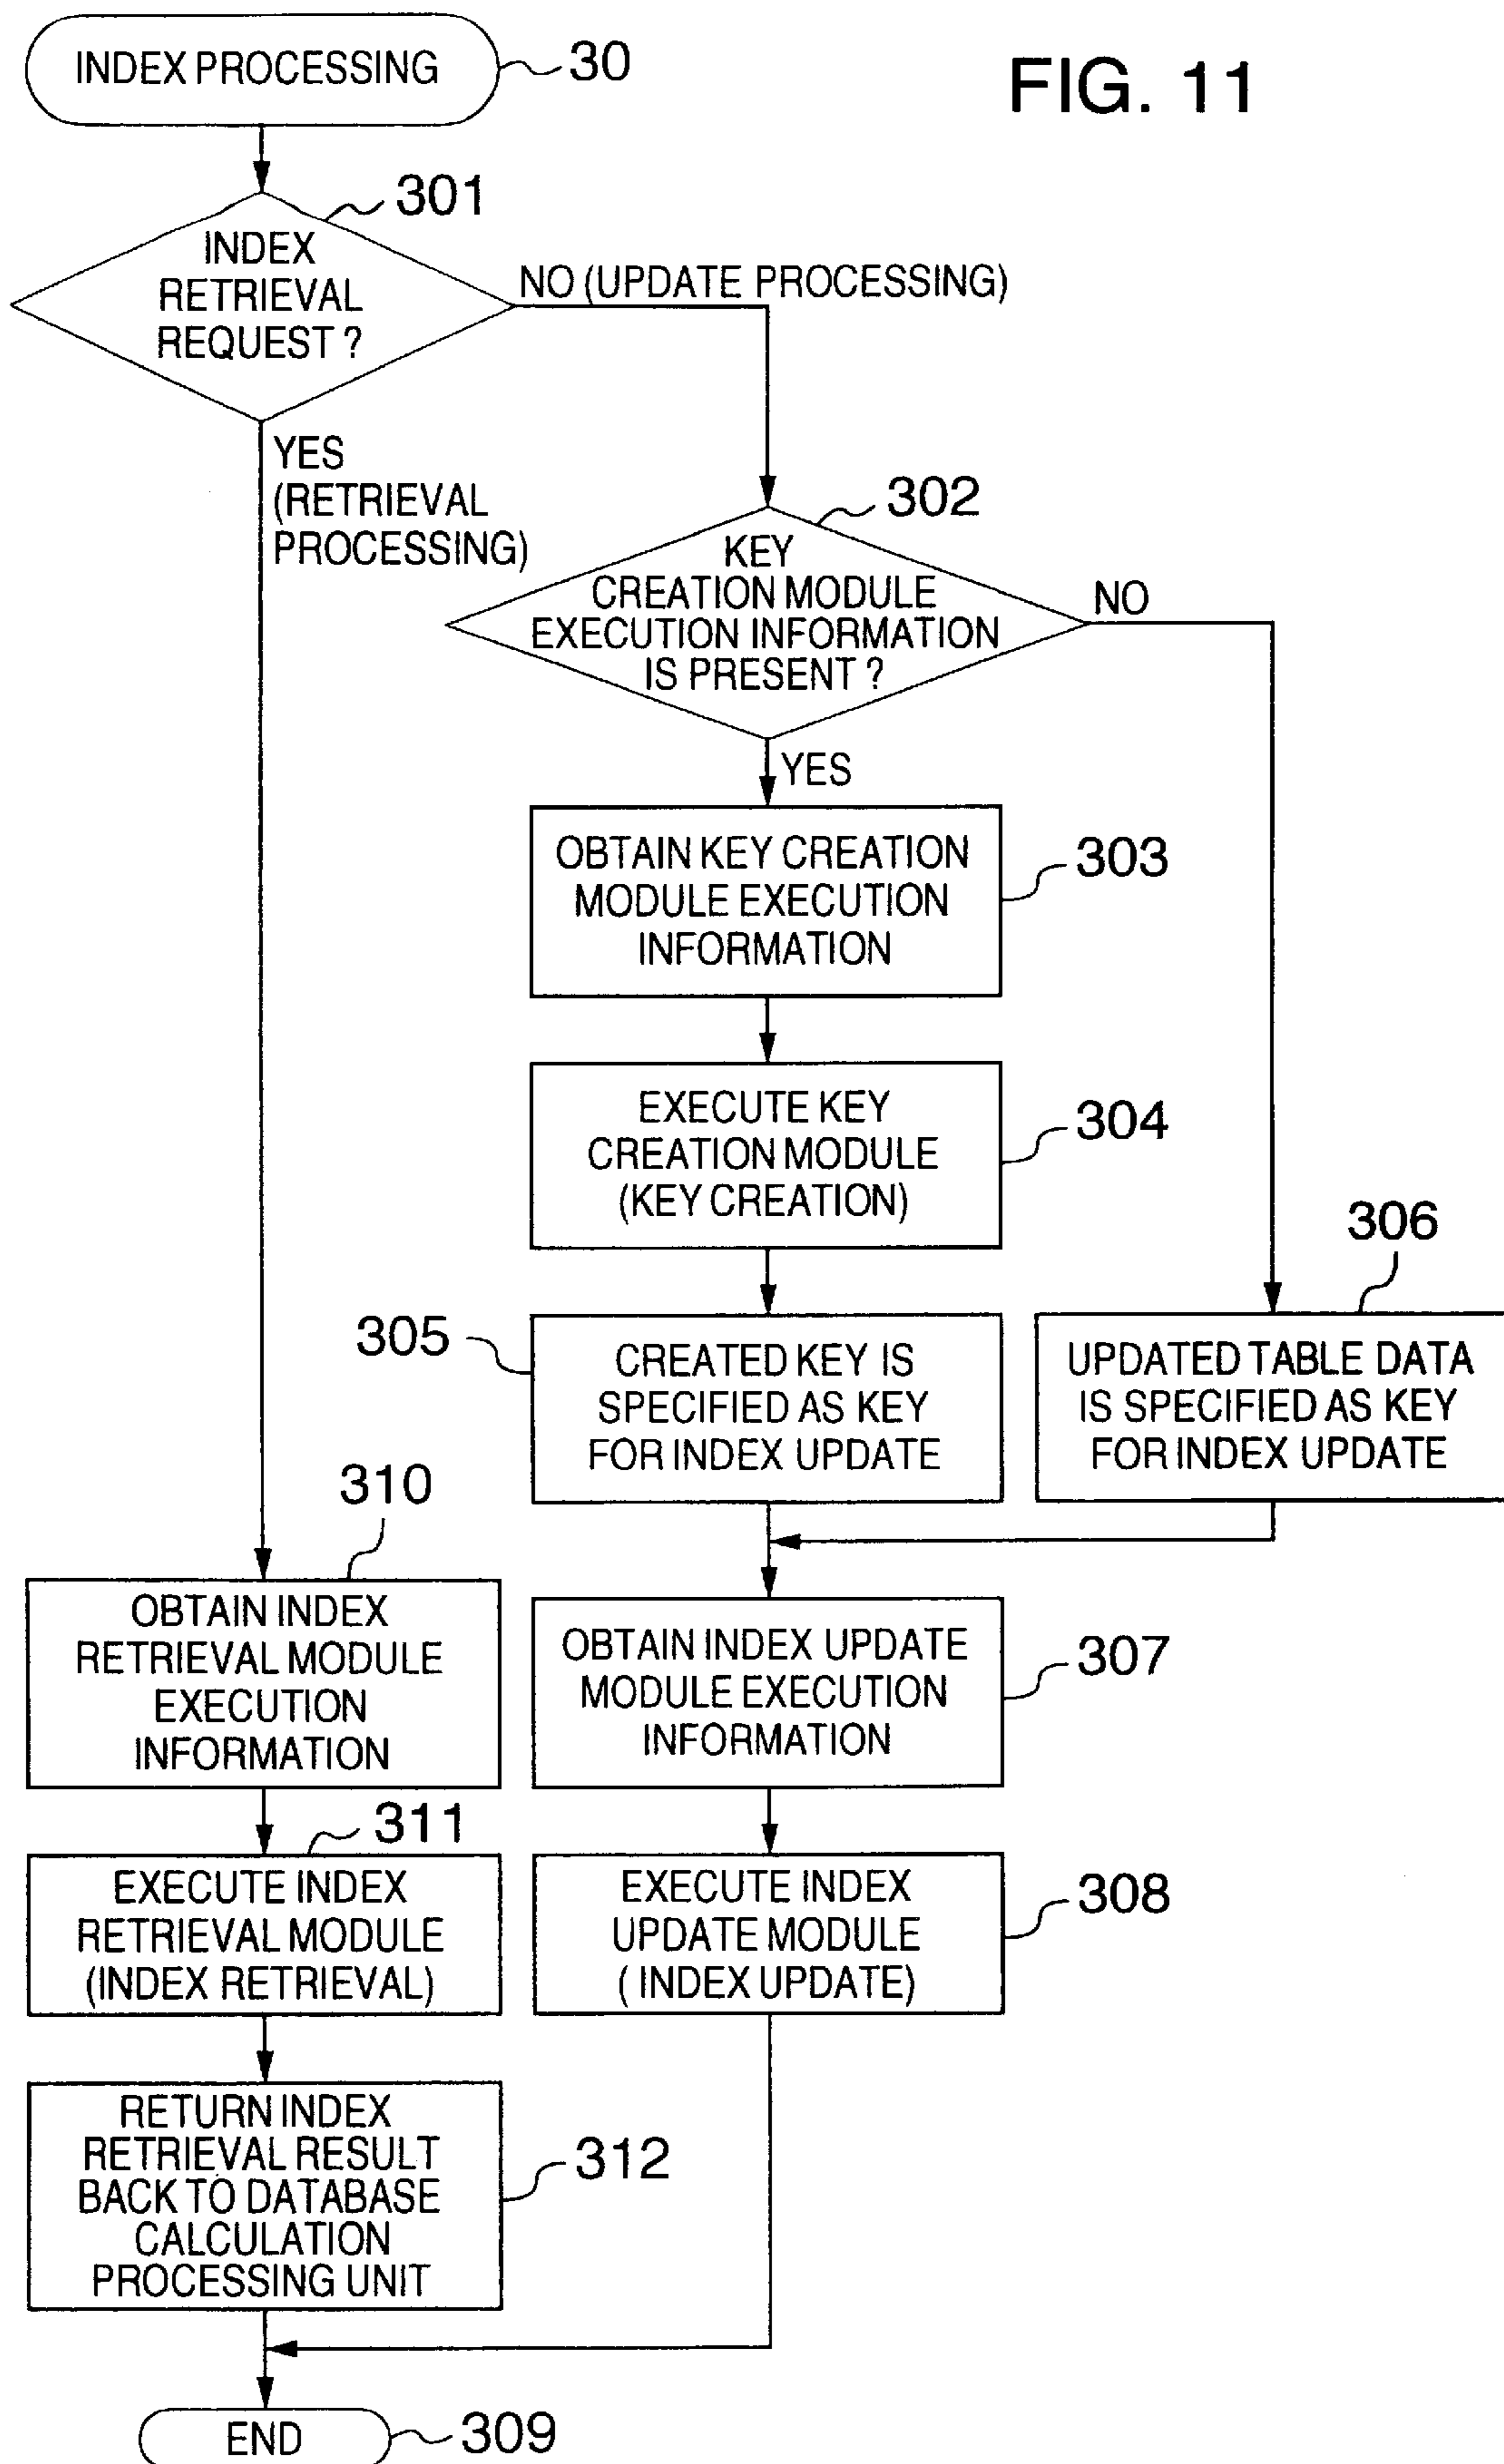 INDEX PROCESSING
30
FIG. 11
301
INDEX
RETRIEVAL
REQUEST ?
NO (UPDATE PROCESSING)
YES
(RETRIEVAL
PROCESSING)
302
KEY
CREATION MODULE
EXECUTION INFORMATION
IS PRESENT ?
NO
YES
OBTAIN KEY CREATION
MODULE EXECUTION
INFORMATION
303
EXECUTE KEY
CREATION MODULE
(KEY CREATION)
304
305
CREATED KEY IS
SPECIFIED AS KEY
FOR INDEX UPDATE
306
UPDATED TABLE DATA
IS SPECIFIED AS KEY
FOR INDEX UPDATE
310
OBTAIN INDEX
RETRIEVAL MODULE
EXECUTION
INFORMATION
OBTAIN INDEX UPDATE
MODULE EXECUTION
INFORMATION
307
311
EXECUTE INDEX
RETRIEVAL MODULE
(INDEX RETRIEVAL)
EXECUTE INDEX
UPDATE MODULE
( INDEX UPDATE)
308
RETURN INDEX
RETRIEVAL RESULT
BACK TO DATABASE
CALCULATION
PROCESSING UNIT
312
END
309